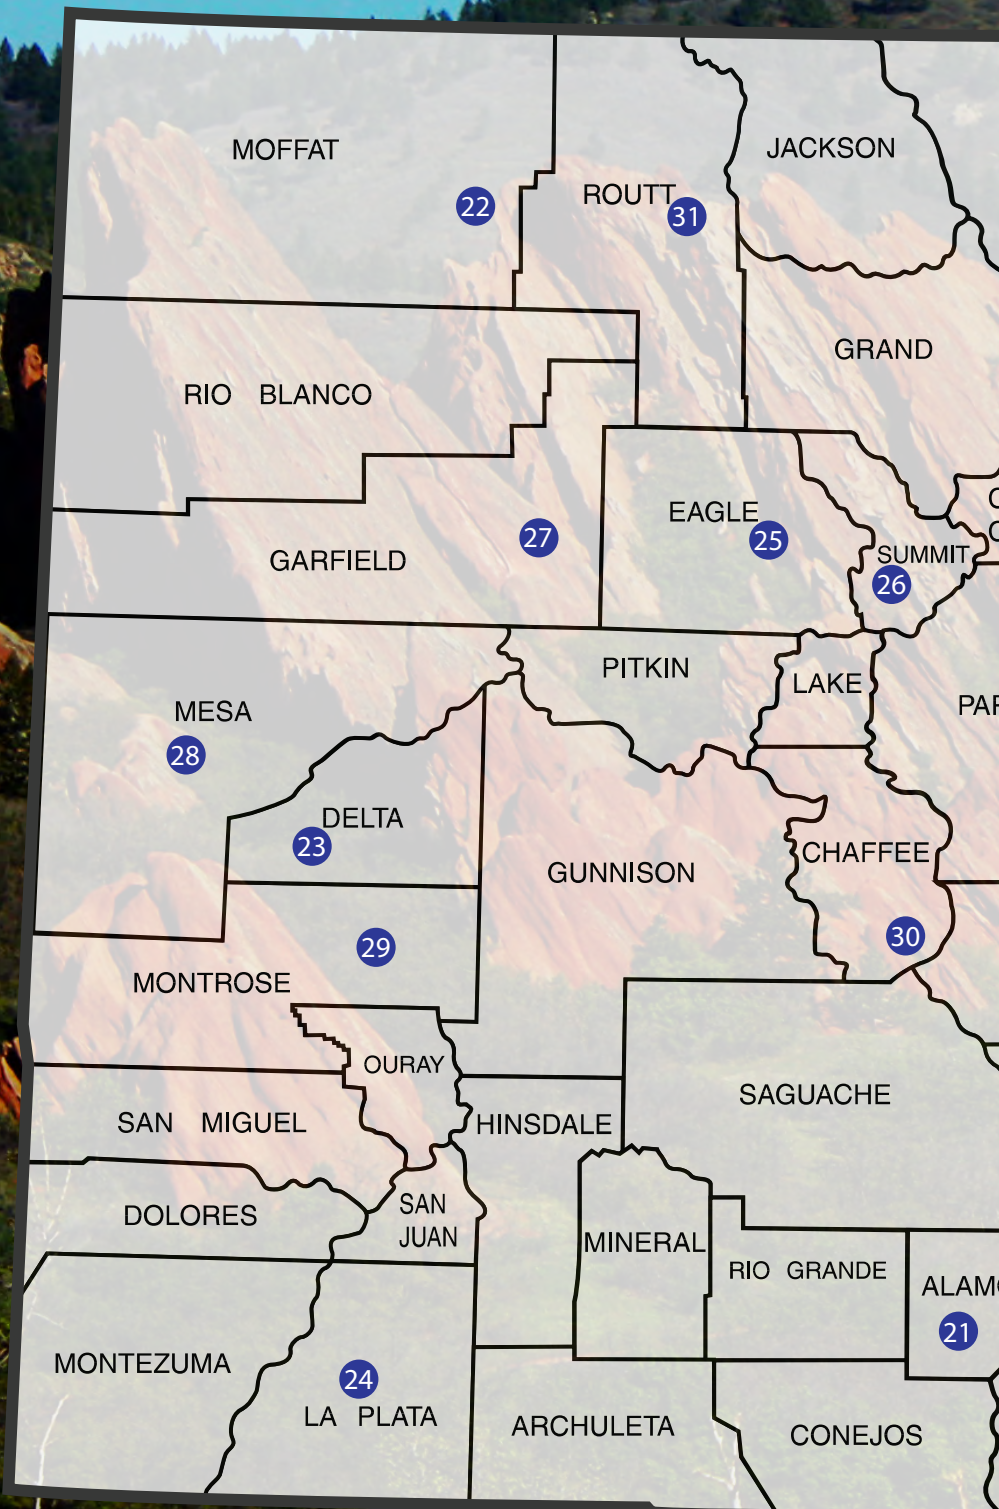 MOFFAT
JACKSON
ROUTT
22
31
GRAND
RIO BLANCO
EAGLE
27
25
GARFIELD
SUMMIT
26
PITKIN
LAKE
MESA
28
DELTA
23
CHAFFEE
GUNNISON
30
29
MONTROSE
OURAY
SAGUACHE
SAN MIGUEL
HINSDALE
DOLORES
SAN
JUAN
MINERAL
RIO GRANDE
21
MONTEZUMA
24
LA PLATA
ARCHULETA
CONEJOS